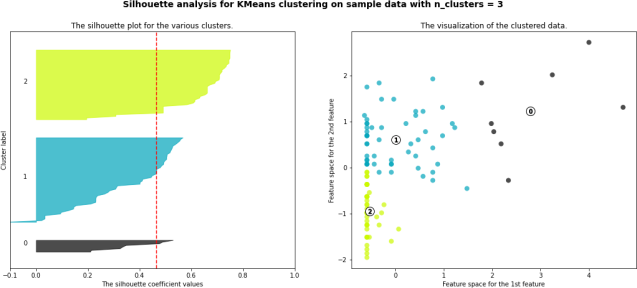 Silhouette analysis for KMeans clustering on sample data with n_clusters = 3
The silhouette plot for the various clusters.
Cluster label
2
1
0
-0.1 0.0 0.2 0.4 0.6 0.8 1.0
The silhouette coefficient values
The visualization of the clustered data.
Feature space for the 2nd feature
2
1
0
−1
−2
0
1
2
0 1 2 3 4
Feature space for the 1st feature